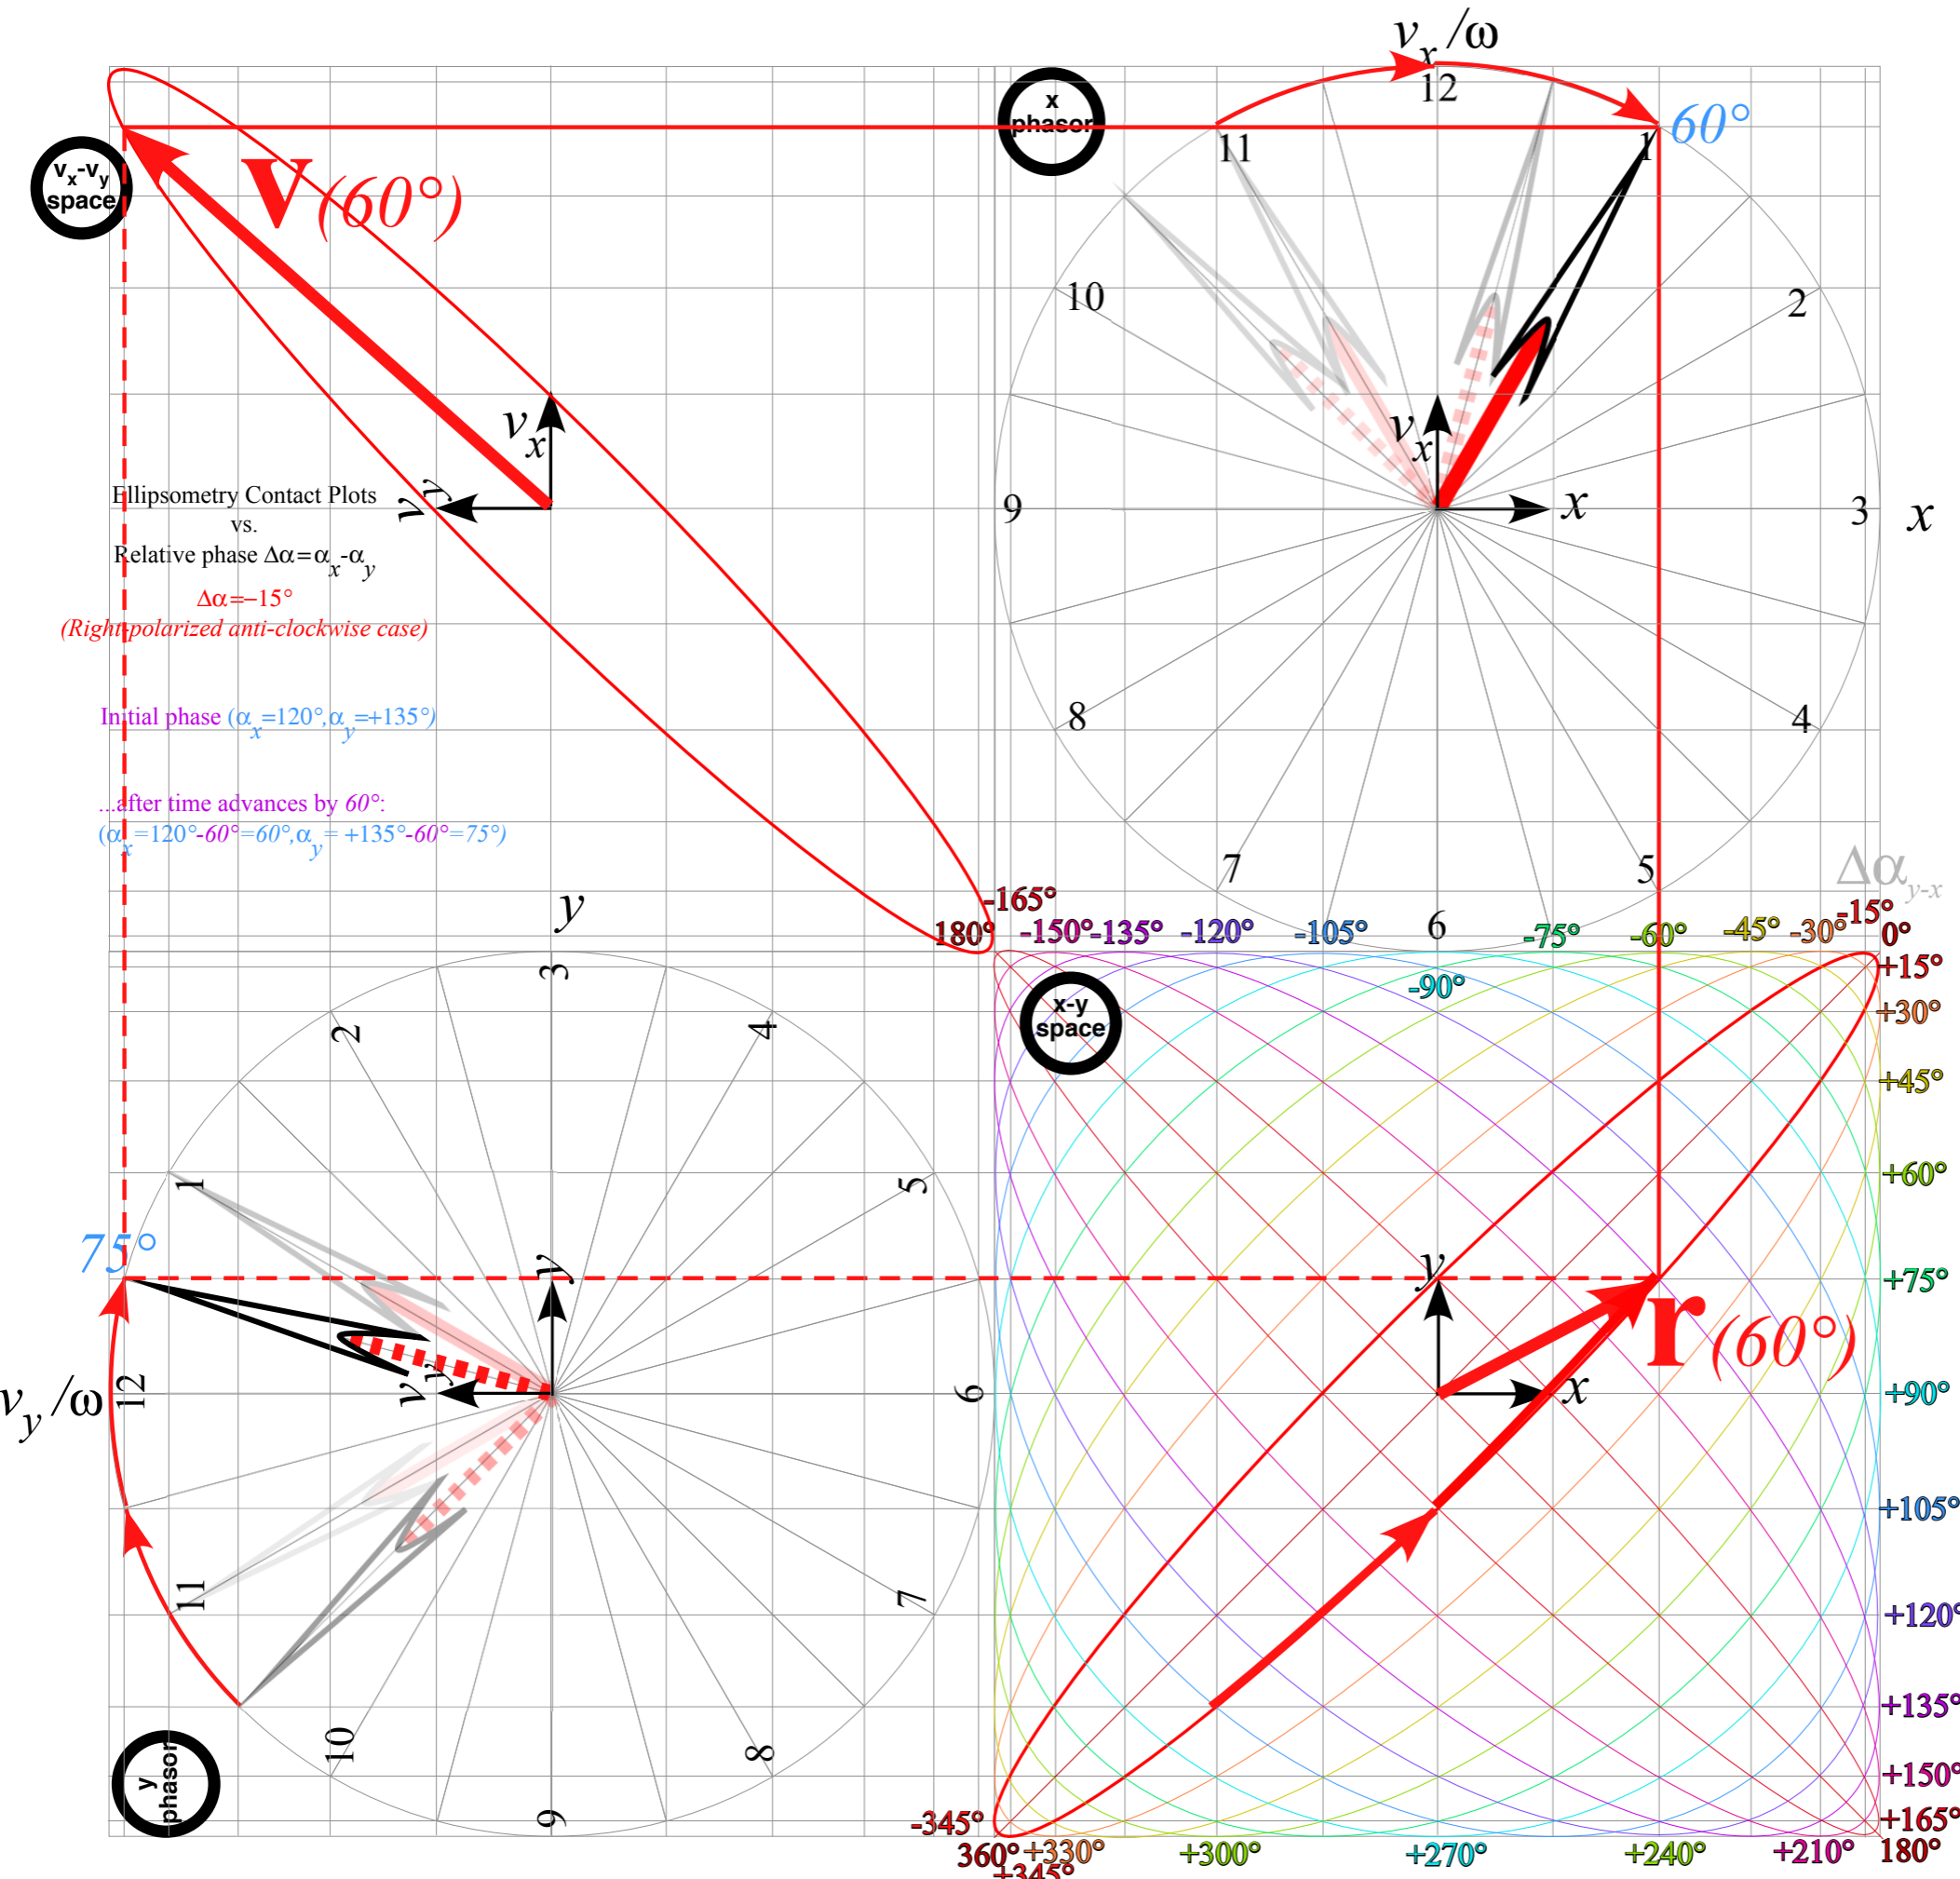 v_x /ω
x
phasor
12
11
1
60°
v_x-v_y
space
V(60°)
10
2
v_x
v_y
v_x
x
9
3
x
Ellipsometry Contact Plots
vs.
Relative phase Δα=α_x-α_y
Δα=−15°
(Right-polarized anti-clockwise case)
8
4
Initial phase (α_x=120°,α_y=+135°)
...after time advances by 60°:
(α_x=120°-60°=60°,α_y= +135°-60°=75°)
7
5
6
Δα_y-x
y
180°
-165°
-150°
-135°
-120°
-105°
-90°
-75°
-60°
-45°
-30°
-15°
0°
x-y
space
+15°
+30°
+45°
+60°
+75°
+90°
+105°
+120°
+135°
+150°
+165°
180°
3
2
4
1
5
75°
y
v_y
v_y /ω
12
6
11
7
10
8
9
y
phasor
y
x
r(60°)
-345°
360°
+345°
+330°
+300°
+270°
+240°
+210°